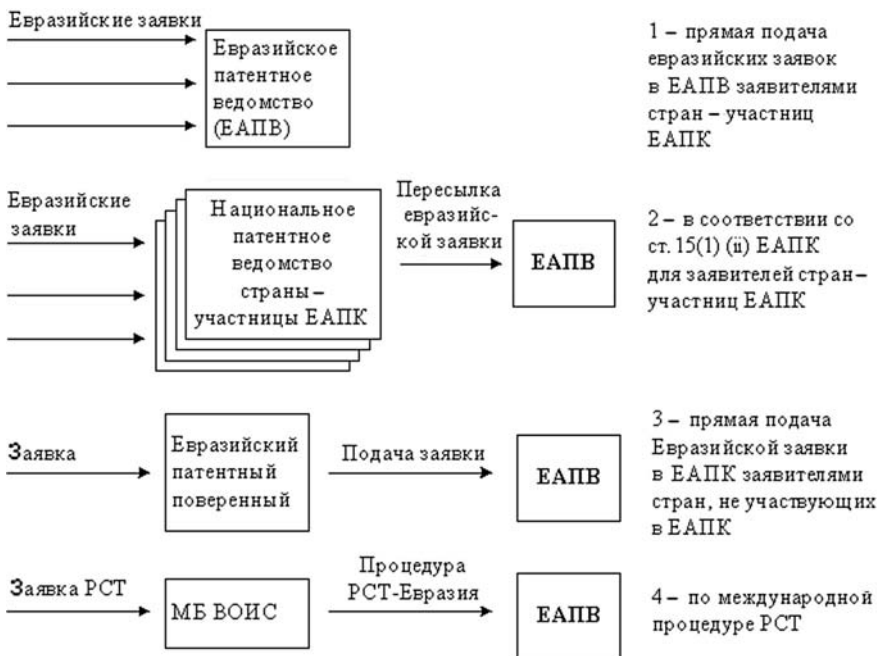 Евразийские заявки
Евразийское
патентное
ведомство
(ЕАПВ)
1 – прямая подача
евразийских заявок
в ЕАПВ заявителями
стран – участниц
ЕАПК
Евразийские
заявки
Национальное
патентное
ведомство
страны –
участницы ЕАПК
Пересылка
евразийс-
кой заявки
ЕАПВ
2 – в соответствии со
ст. 15(1) (ii) ЕАПК
для заявителей стран –
участниц ЕАПК
Заявка
Евразийский
патентный
поверенный
Подача заявки
ЕАПВ
3 – прямая подача
Евразийской заявки
в ЕАПК заявителями
стран, не участвующих
в ЕАПК
Заявка РСТ
МБ ВОИС
Процедура
РСТ-Евразия
ЕАПВ
4 – по международной
процедуре РСТ